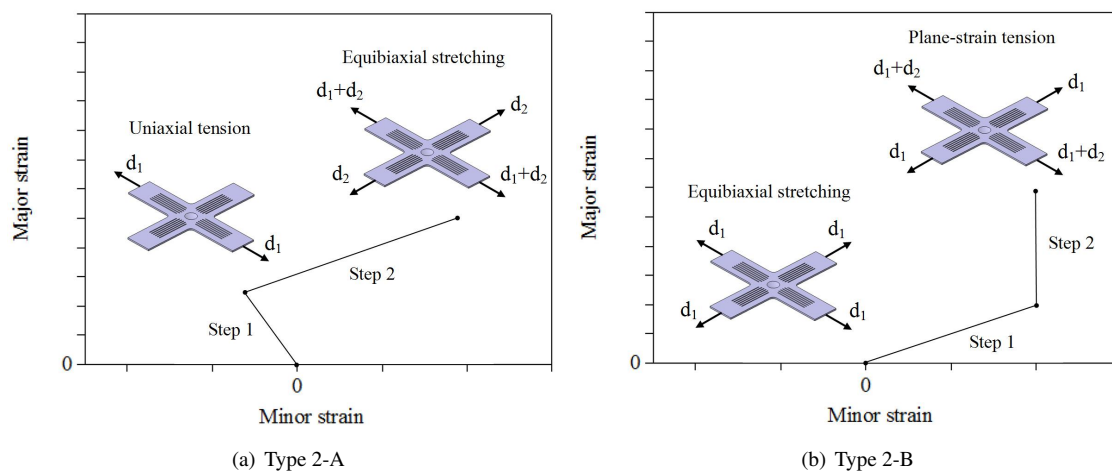 Equibiaxial stretching
d₁+d₂
d₂
Uniaxial tension
d₁
d₂
d₁+d₂
d₁
Step 2
Step 1
Major strain
0
0
Minor strain
(a) Type 2-A
Plane-strain tension
d₁+d₂
d₁
d₁
d₁+d₂
Equibiaxial stretching
d₁
d₁
d₁
d₁
Step 2
Step 1
Major strain
0
0
Minor strain
(b) Type 2-B